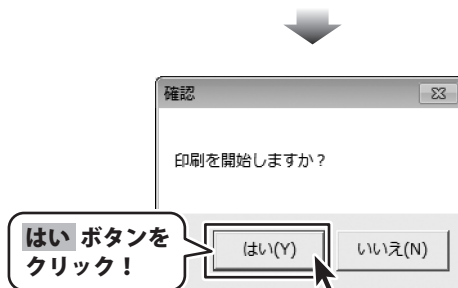 確認
印刷を開始しますか？
はい ボタンを
クリック！
はい(Y)
いいえ(N)